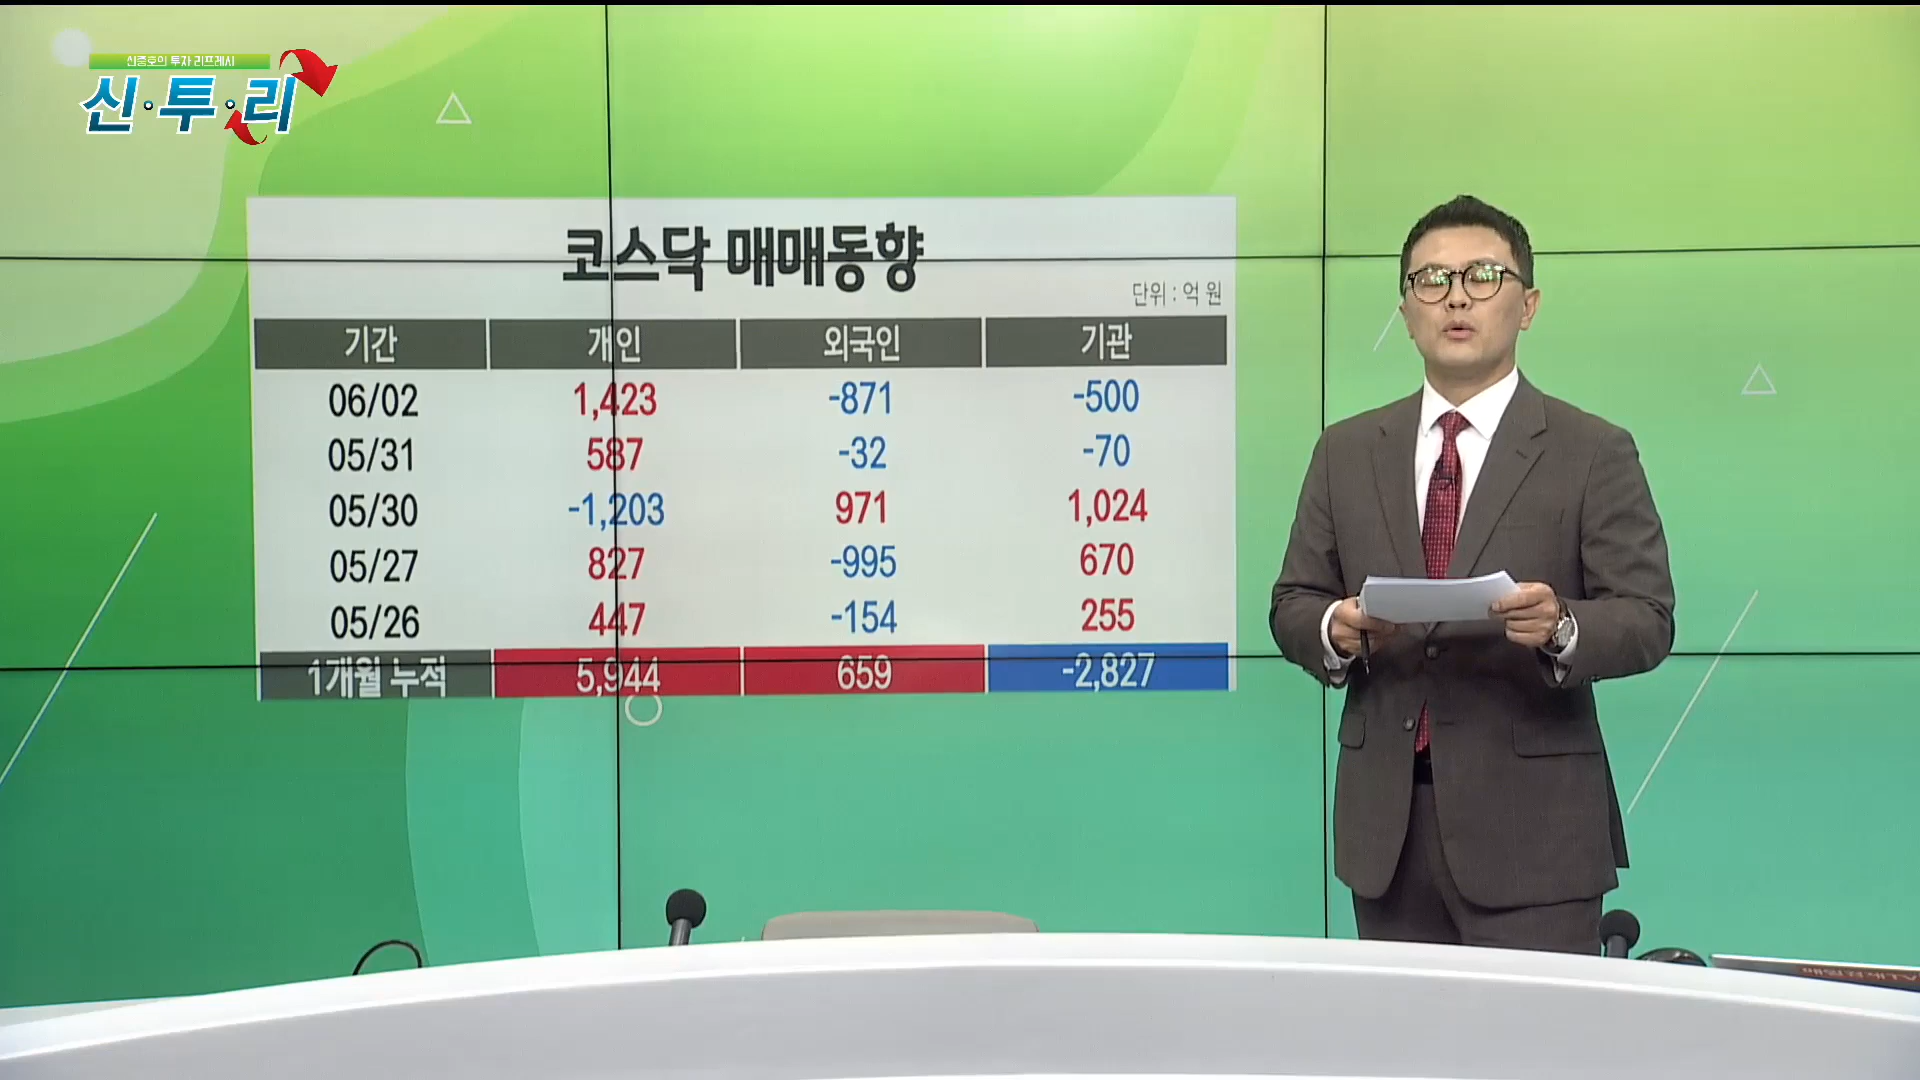 신중호의 투자 리프레시
신·투·리
코스닥 매매동향
단위 : 억 원
기간 개인 외국인 기관
06/02 1,423 -871 -500
05/31 587 -32 -70
05/30 -1,203 971 1,024
05/27 827 -995 670
05/26 447 -154 255
1개월 누적 5,944 659 -2,827